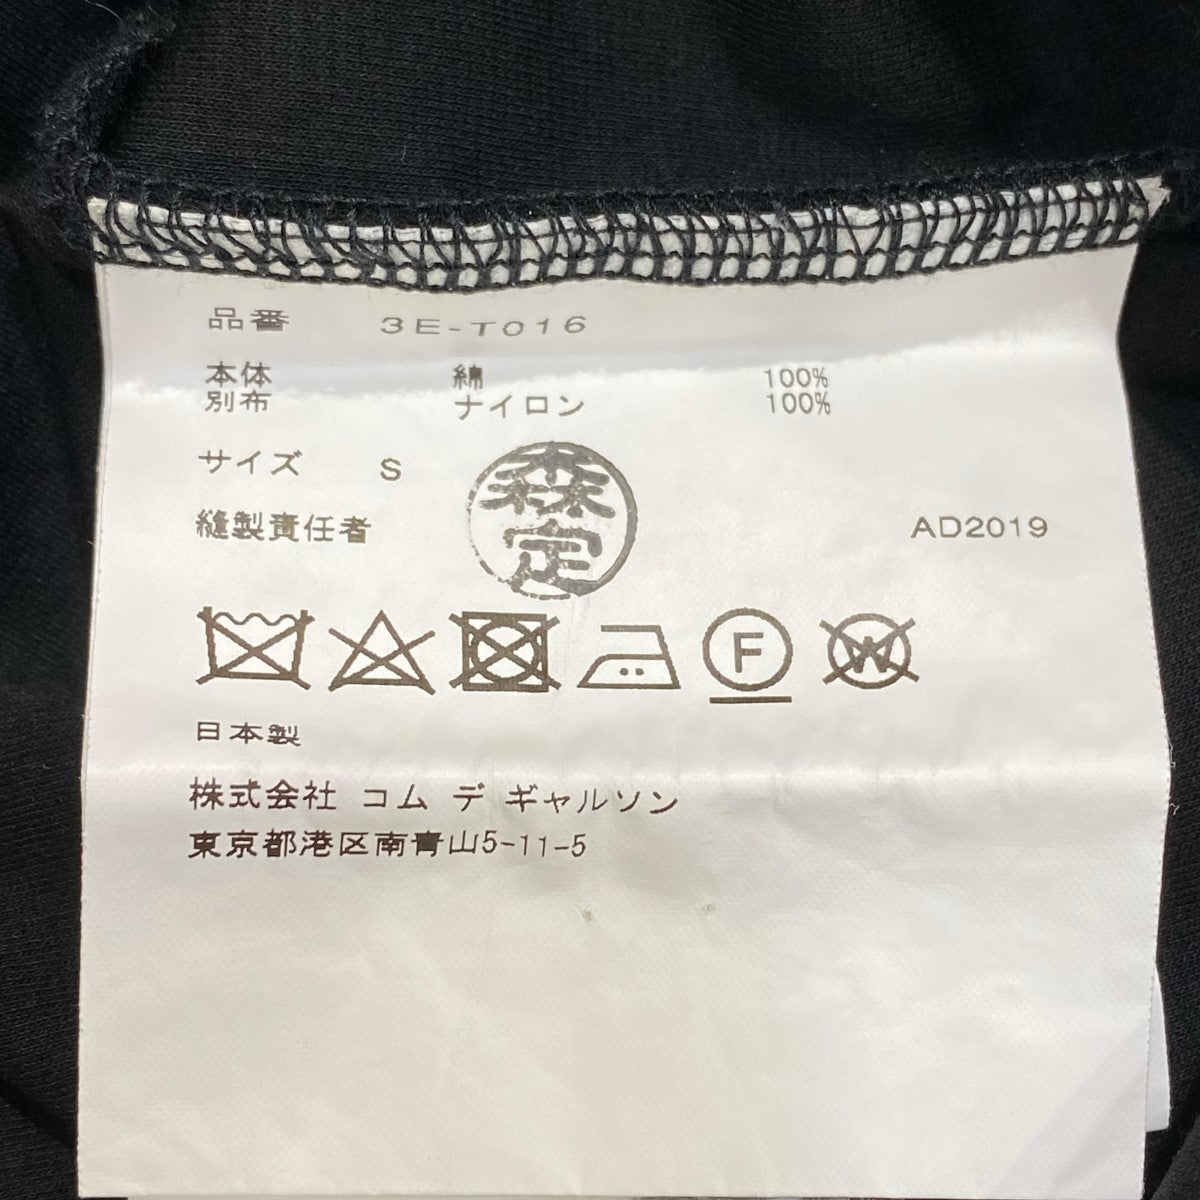 品番 3E-T016
本体 綿 100%
別布 ナイロン 100%
サイズ S
森定
縫製責任者 AD2019
F W
日本製
株式会社 コム デ ギャルソン
東京都港区南青山5-11-5